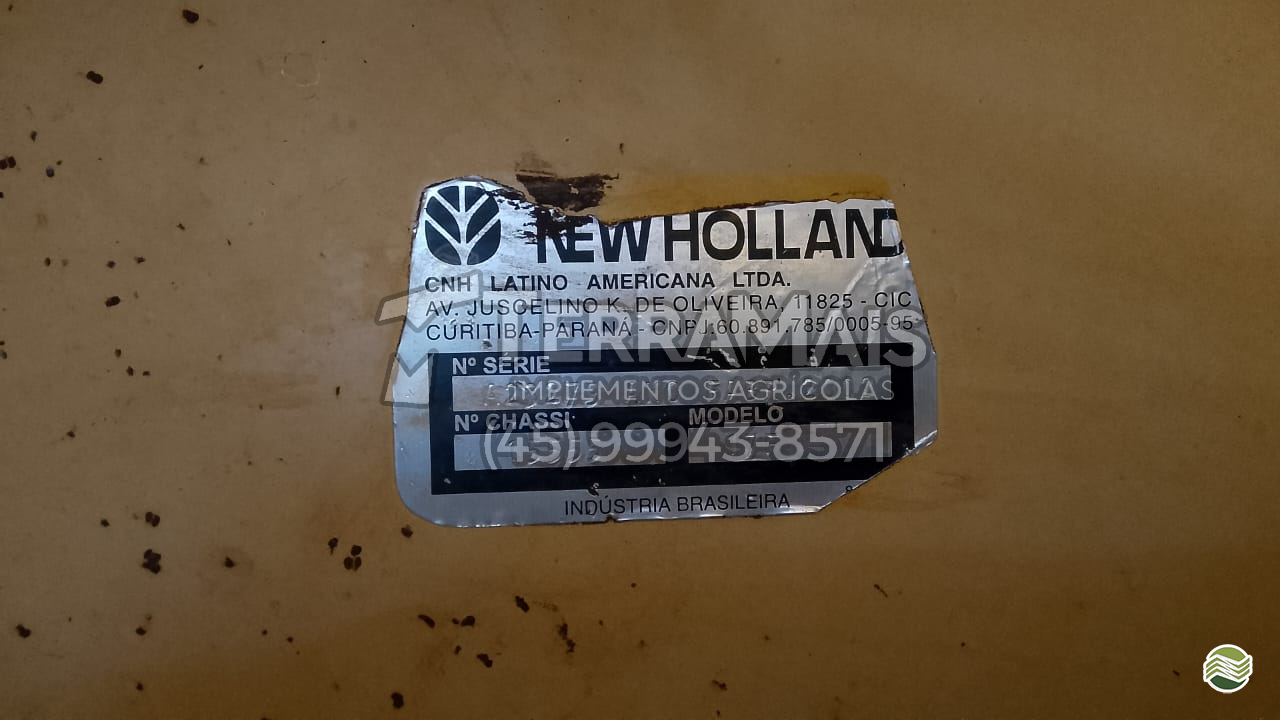 NEW HOLLAND
CNH LATINO AMERICANA LTDA.
AV. JUSCELINO K. DE OLIVEIRA, 11825 - CIC
CURITIBA-PARANÁ - CNPJ.60.891.785/0005-95
TERRAMAIS
Nº SÉRIE
IMPLEMENTOS AGRÍCOLAS
Nº CHASSI MODELO
(45) 99943-8571
INDÚSTRIA BRASILEIRA